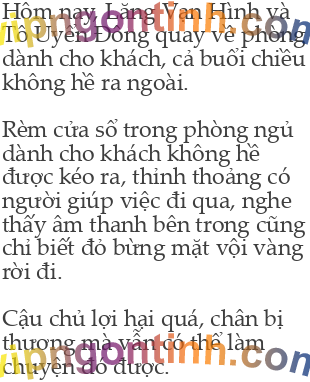 Hôm nay, Lăng Vạn Hình và
Tô Uyển Đông quay về phòng
dành cho khách, cả buổi chiều
không hề ra ngoài.
Rèm cửa sổ trong phòng ngủ
dành cho khách không hề
được kéo ra, thỉnh thoảng có
người giúp việc đi qua, nghe
thấy âm thanh bên trong cũng
chỉ biết đỏ bừng mặt vội vàng
rời đi.
Cậu chủ lợi hại quá, chân bị
thương mà vẫn có thể làm
chuyện đó được.
vipngontinh.com
vipngontinh.com